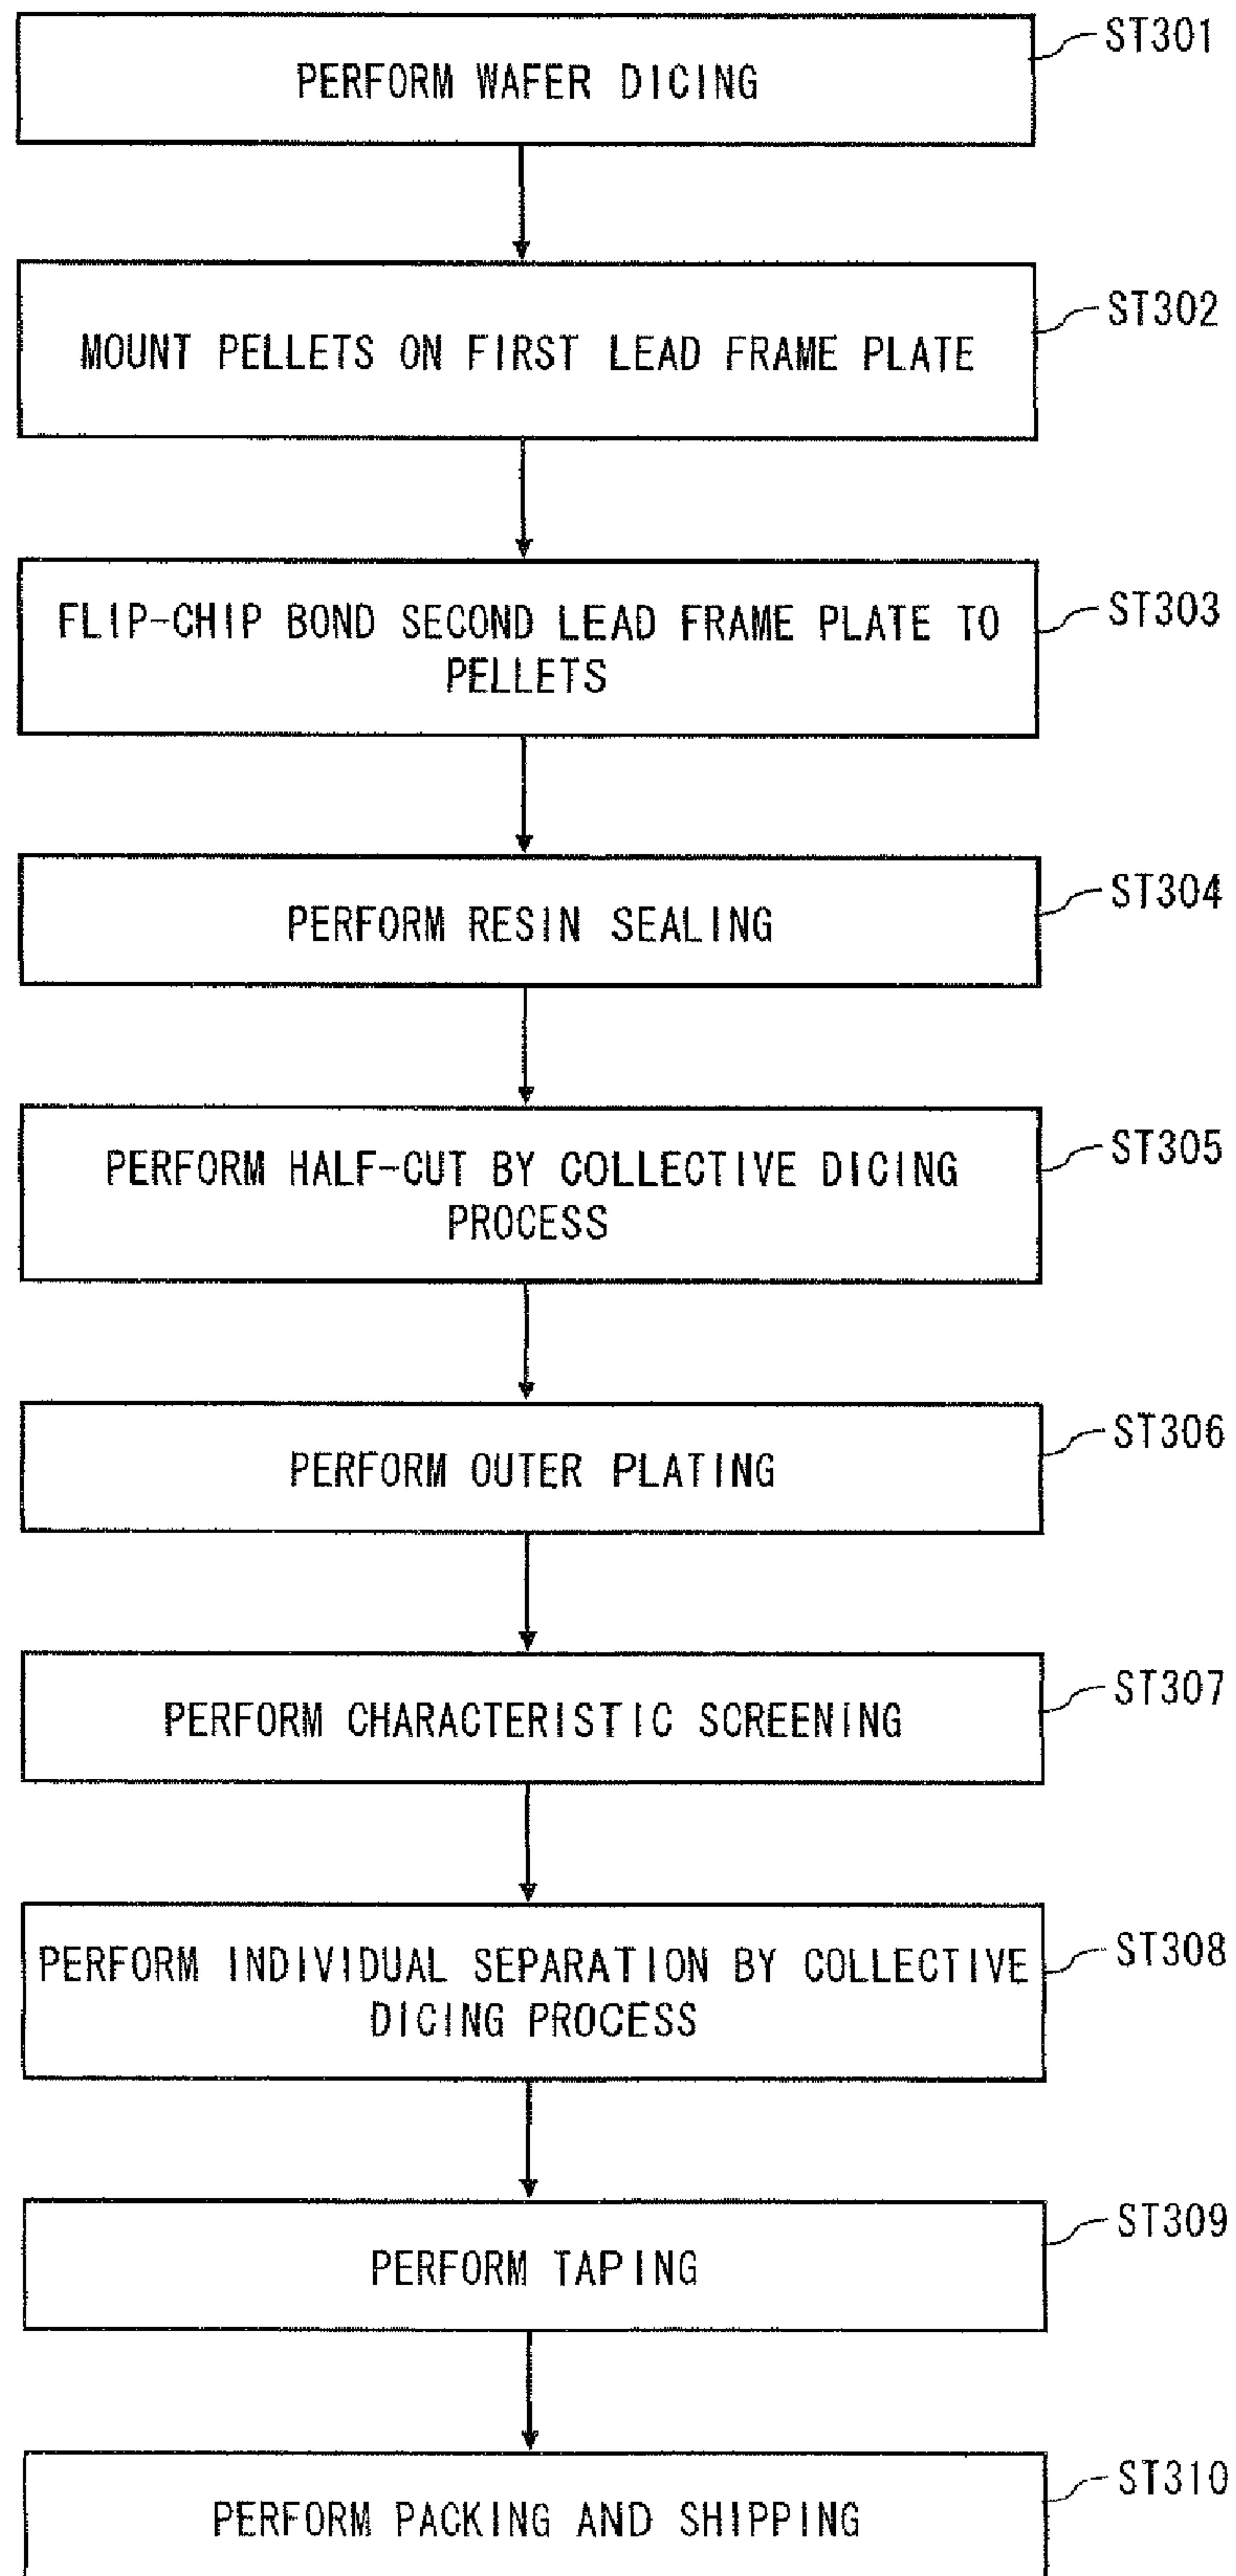 PERFORM WAFER DICING
ST301
MOUNT PELLETS ON FIRST LEAD FRAME PLATE
ST302
FLIP-CHIP BOND SECOND LEAD FRAME PLATE TO
PELLETS
ST303
PERFORM RESIN SEALING
ST304
PERFORM HALF-CUT BY COLLECTIVE DICING
PROCESS
ST305
PERFORM OUTER PLATING
ST306
PERFORM CHARACTERISTIC SCREENING
ST307
PERFORM INDIVIDUAL SEPARATION BY COLLECTIVE
DICING PROCESS
ST308
PERFORM TAPING
ST309
PERFORM PACKING AND SHIPPING
ST310